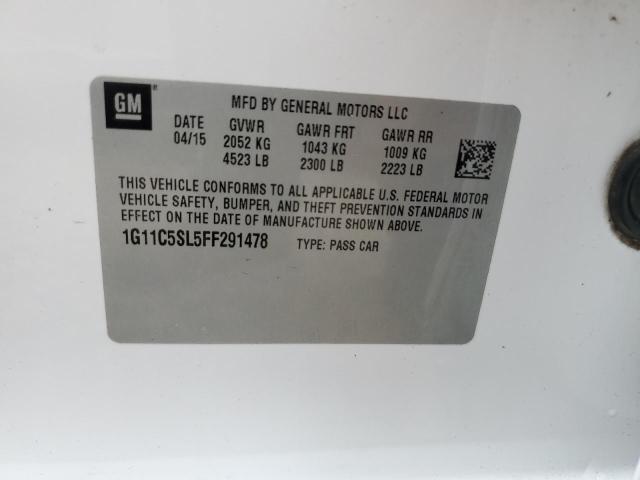 GM
MFD BY GENERAL MOTORS LLC
DATE GVWR GAWR FRT GAWR RR
04/15 2052 KG 1043 KG 1009 KG
4523 LB 2300 LB 2223 LB
THIS VEHICLE CONFORMS TO ALL APPLICABLE U.S. FEDERAL MOTOR
VEHICLE SAFETY, BUMPER, AND THEFT PREVENTION STANDARDS IN
EFFECT ON THE DATE OF MANUFACTURE SHOWN ABOVE.
1G11C5SL5FF291478 TYPE: PASS CAR